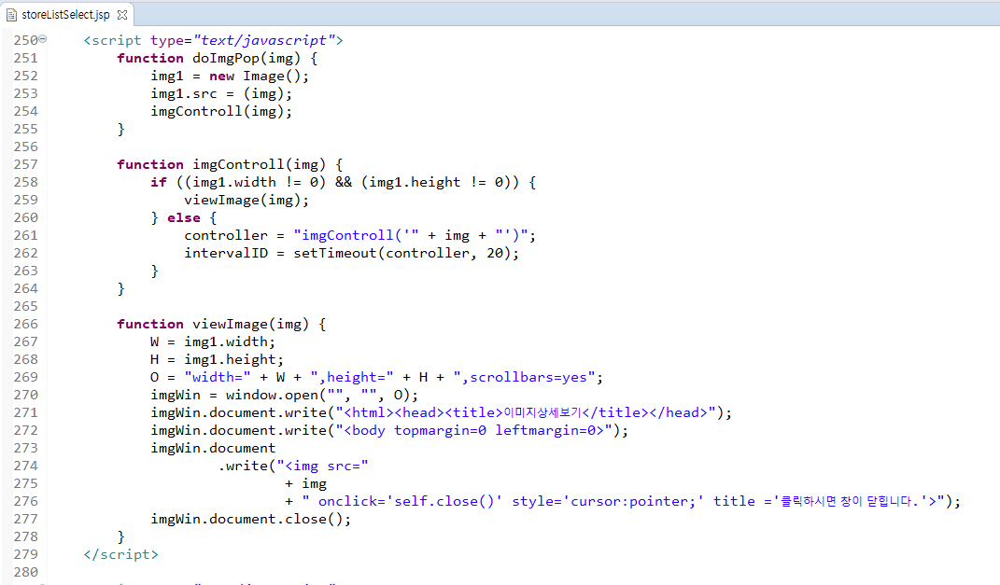 storeListSelect.jsp
250 <script type="text/javascript">
251 function doImgPop(img) {
252 img1 = new Image();
253 img1.src = (img);
254 imgControll(img);
255 }
256
257 function imgControll(img) {
258 if ((img1.width != 0) && (img1.height != 0)) {
259 viewImage(img);
260 } else {
261 controller = "imgControll('" + img + "')";
262 intervalID = setTimeout(controller, 20);
263 }
264 }
265
266 function viewImage(img) {
267 W = img1.width;
268 H = img1.height;
269 O = "width=" + W + ",height=" + H + ",scrollbars=yes";
270 imgWin = window.open("", "", O);
271 imgWin.document.write("<html><head><title>이미지상세보기</title></head>");
272 imgWin.document.write("<body topmargin=0 leftmargin=0>");
273 imgWin.document
274 .write("<img src="
275 + img
276 + " onclick='self.close()' style='cursor:pointer;' title ='클릭하시면 창이 닫힙니다.'>");
277 imgWin.document.close();
278 }
279 </script>
280